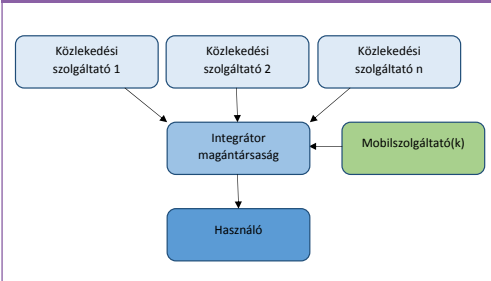 Közlekedési
szolgáltató 1
Közlekedési
szolgáltató 2
Közlekedési
szolgáltató n
Integrátor
magántársaság
Mobilszolgáltató(k)
Használó